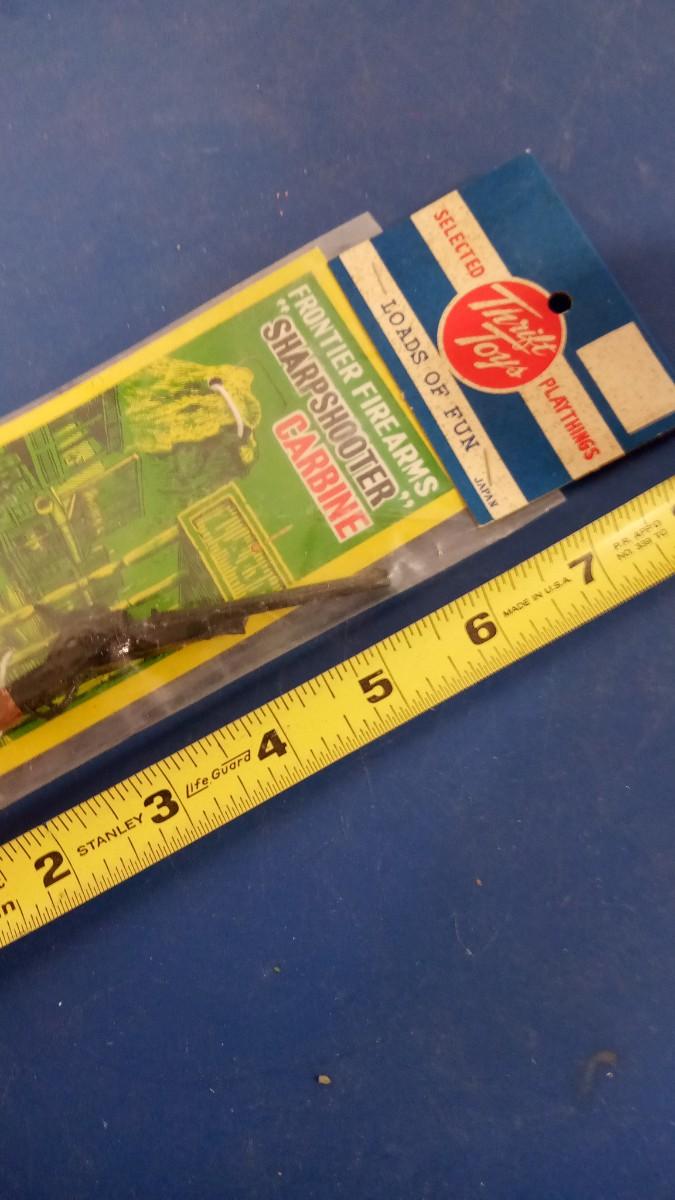 SELECTED
Thrift
Toys
PLAYTHINGS
LOADS OF FUN
JAPAN
FRONTIER FIREARMS
"SHARPSHOOTER"
CARBINE
2 STANLEY 3 Life Guard 4 5 6 MADE IN U.S.A 7
in